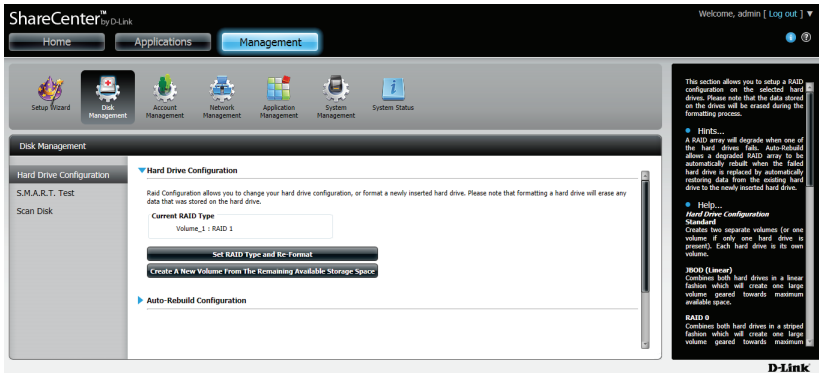 ShareCenter™ by D-Link
Welcome, admin [ Log out ] ▼
Home
Applications
Management
Setup Wizard
Disk Management
Account Management
Network Management
Application Management
System Management
System Status
Disk Management
Hard Drive Configuration
S.M.A.R.T. Test
Scan Disk
Hard Drive Configuration
Raid Configuration allows you to change your hard drive configuration, or format a newly inserted hard drive. Please note that formatting a hard drive will erase any
data that was stored on the hard drive.
Current RAID Type
Volume_1 : RAID 1
Set RAID Type and Re-Format
Create A New Volume From The Remaining Available Storage Space
Auto-Rebuild Configuration
This section allows you to setup a RAID
configuration on the selected hard
drives. Please note that the data stored
on the drives will be erased during the
formatting process.
Hints...
A RAID array will degrade when one of
the hard drives fails. Auto-Rebuild
allows a degraded RAID array to be
automatically rebuilt when the failed
hard drive is replaced by automatically
restoring data from the existing hard
drive to the newly inserted hard drive.
Help...
Hard Drive Configuration
Standard
Creates two separate volumes (or one
volume if only one hard drive is
present). Each hard drive is its own
volume.
JBOD (Linear)
Combines both hard drives in a linear
fashion which will create one large
volume geared towards maximum
available space.
RAID 0
Combines both hard drives in a striped
fashion which will create one large
volume geared towards maximum
D-Link